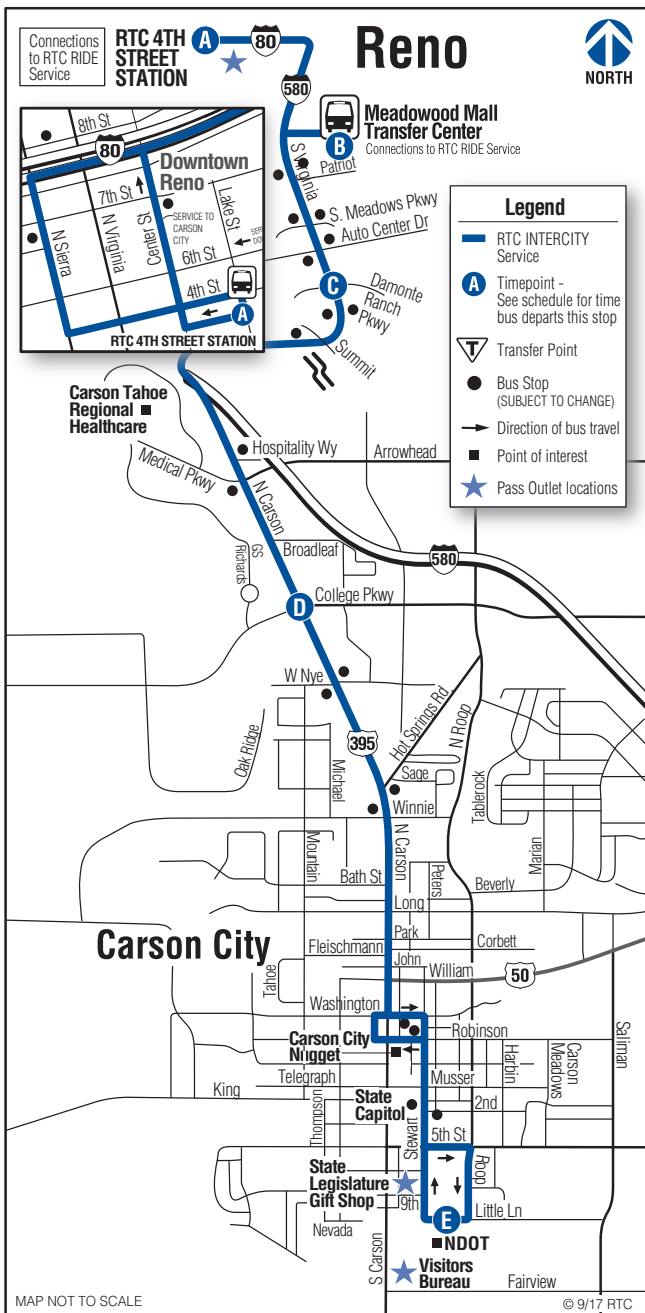 Connections
to RTC RIDE
Service
RTC 4TH
STREET
STATION
A
80
Reno
NORTH
580
Meadowood Mall
Transfer Center
Connections to RTC RIDE Service
B
S Virginia
Patriot
S. Meadows Pkwy
Auto Center Dr
C
Damonte
Ranch
Pkwy
Summit
8th St
80
Downtown
Reno
7th St
N Sierra
N Virginia
Center St
Lake St
SERVICE TO
CARSON
CITY
6th St
4th St
A
RTC 4TH STREET STATION
Legend
RTC INTERCITY
Service
A
Timepoint -
See schedule for time
bus departs this stop
T
Transfer Point
Bus Stop
(SUBJECT TO CHANGE)
Direction of bus travel
Point of interest
Pass Outlet locations
Carson Tahoe
Regional
Healthcare
Hospitality Wy
Arrowhead
Medical Pkwy
N Carson
GS
Richards
Broadleaf
580
D
College Pkwy
W Nye
Oak Ridge
395
Hot Springs Rd
N Roop
Michael
Sage
Winnie
Tablerock
Marian
Mountain
N Carson
Bath St
Peters
Beverly
Long
Park
Carson City
Fleischmann
Corbett
John
Tahoe
William
50
Washington
Robinson
Carson City
Nugget
Harbin
Carson
Meadows
Saliman
Telegraph
Musser
King
Thompson
State
Capitol
2nd
Stewart
5th St
State
Legislature
Gift Shop
Roop
9th
E
Little Ln
Nevada
NDOT
S Carson
Visitors
Bureau
Fairview
MAP NOT TO SCALE
© 9/17 RTC